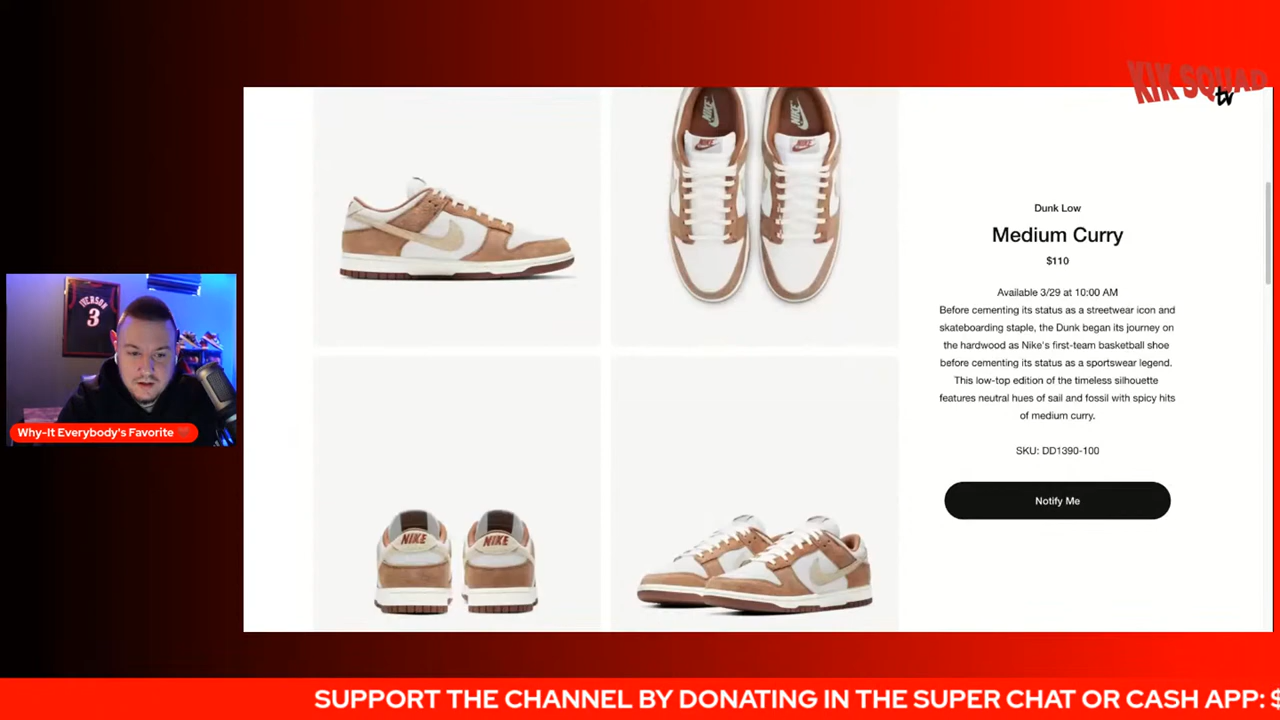 KIK SQUAD
tv
NIKE
NIKE
NIKE
NIKE
Dunk Low
Medium Curry
$110
Available 3/29 at 10:00 AM
Before cementing its status as a streetwear icon and
skateboarding staple, the Dunk began its journey on
the hardwood as Nike's first-team basketball shoe
before cementing its status as a sportswear legend.
This low-top edition of the timeless silhouette
features neutral hues of sail and fossil with spicy hits
of medium curry.
SKU: DD1390-100
Notify Me
IVERSON
3
Why-It Everybody's Favorite
NIKE NIKE
SUPPORT THE CHANNEL BY DONATING IN THE SUPER CHAT OR CASH APP: $